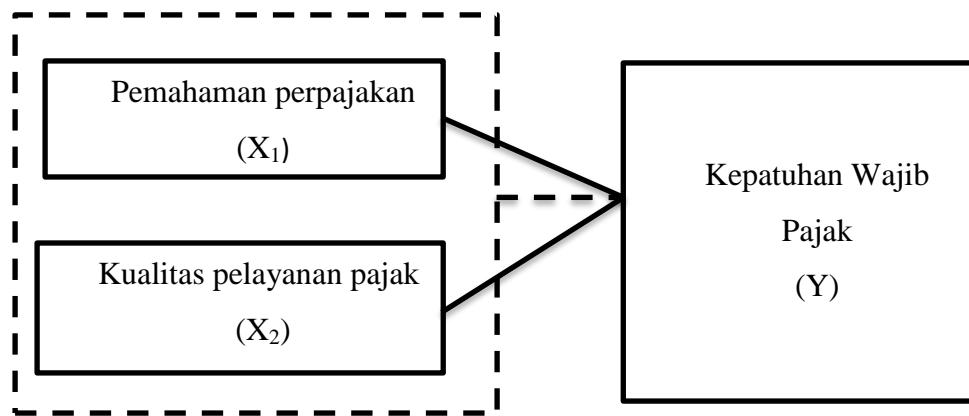 Pemahaman perpajakan
(X₁)
Kualitas pelayanan pajak
(X₂)
Kepatuhan Wajib
Pajak
(Y)